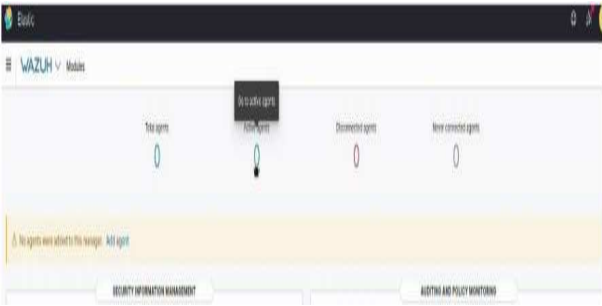 Elastic
WAZUH Modules
Go to active agents
Total agents
Active agents
Disconnected agents
Never connected agents
0
0
0
0
No agents were added to this manager. Add agent
SECURITY INFORMATION MANAGEMENT
AUDITING AND POLICY MONITORING